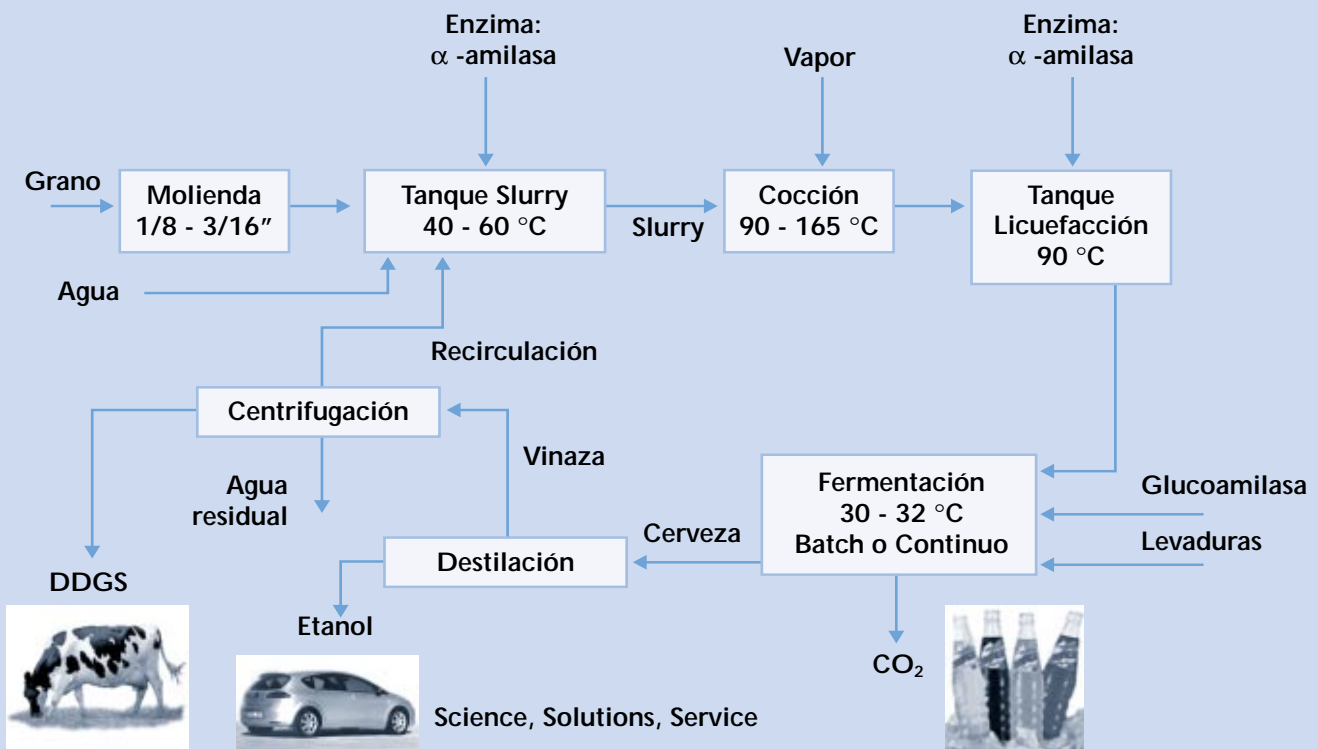 Enzima:
α -amilasa
Vapor
Enzima:
α -amilasa
Grano
Molienda
1/8 - 3/16”
Tanque Slurry
40 - 60 °C
Slurry
Cocción
90 - 165 °C
Tanque
Licuefacción
90 °C
Agua
Recirculación
Centrifugación
Vinaza
Agua
residual
Fermentación
30 - 32 °C
Batch o Continuo
Glucoamilasa
Levaduras
Cerveza
Destilación
DDGS
Etanol
CO₂
Science, Solutions, Service